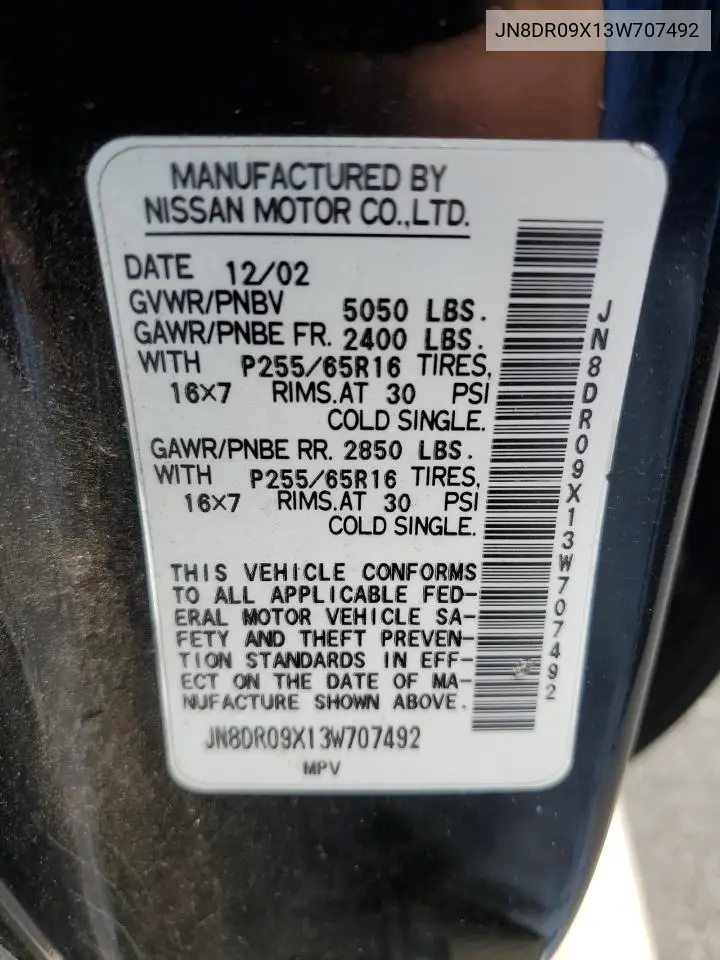 JN8DR09X13W707492
MANUFACTURED BY
NISSAN MOTOR CO.,LTD.
DATE 12/02
GVWR/PNBV 5050 LBS.
GAWR/PNBE FR. 2400 LBS.
WITH P255/65R16 TIRES,
16×7 RIMS.AT 30 PSI
COLD SINGLE.
GAWR/PNBE RR. 2850 LBS.
WITH P255/65R16 TIRES,
16×7 RIMS.AT 30 PSI
COLD SINGLE.
THIS VEHICLE CONFORMS
TO ALL APPLICABLE FED-
ERAL MOTOR VEHICLE SA-
FETY AND THEFT PREVEN-
TION STANDARDS IN EFF-
ECT ON THE DATE OF MA-
NUFACTURE SHOWN ABOVE.
JN8DR09X13W707492
MPV
JN8DR09X13W707492